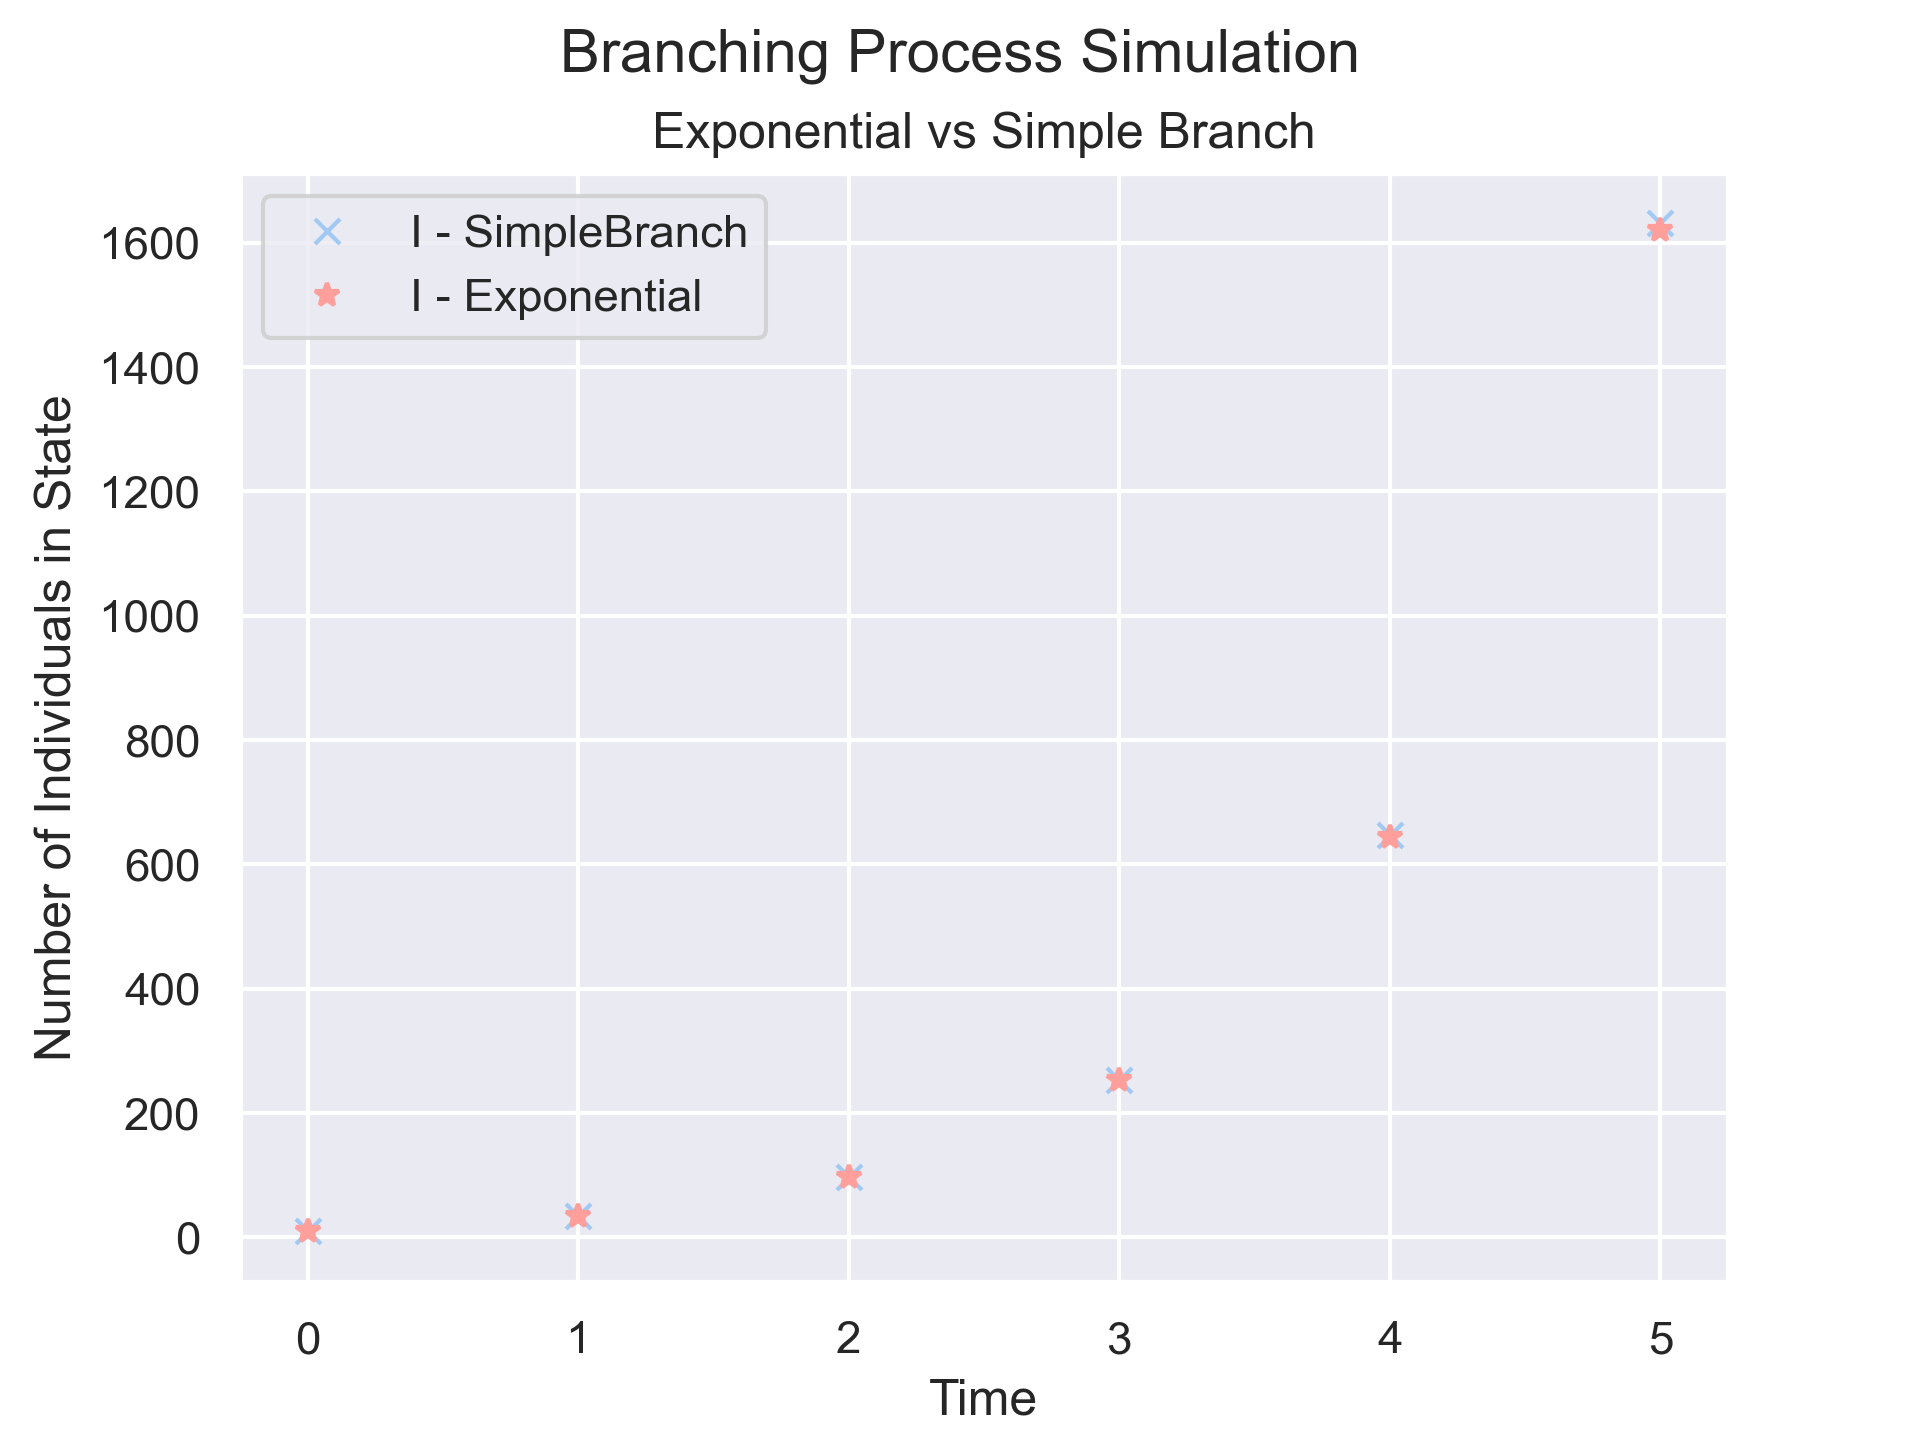 Branching Process Simulation
Exponential vs Simple Branch
I - SimpleBranch
I - Exponential
1600
1400
1200
1000
800
600
400
200
0
Number of Individuals in State
0 1 2 3 4 5
Time